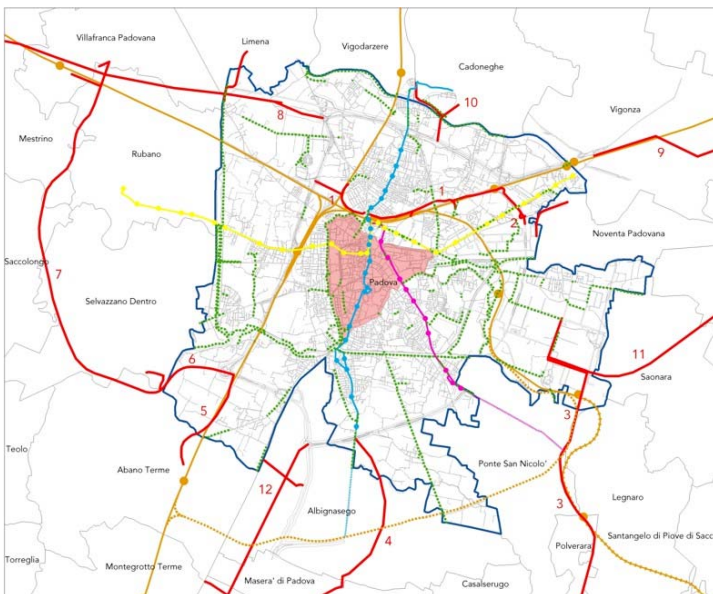 Villafranca Padovana
Limena
Vigodarzere
Cadoneghe
10
Vigonza
8
Mestrino
Rubano
9
1
1
2
Noventa Padovana
Saccolongo
7
Padova
Selvazzano Dentro
11
6
Saonara
5
3
Teolo
Abano Terme
Ponte San Nicolo'
12
Albignasego
Legnaro
3
4
Santangelo di Piove di Sacc
Polverara
Torreglia
Montegrotto Terme
Masera' di Padova
Casalserugo